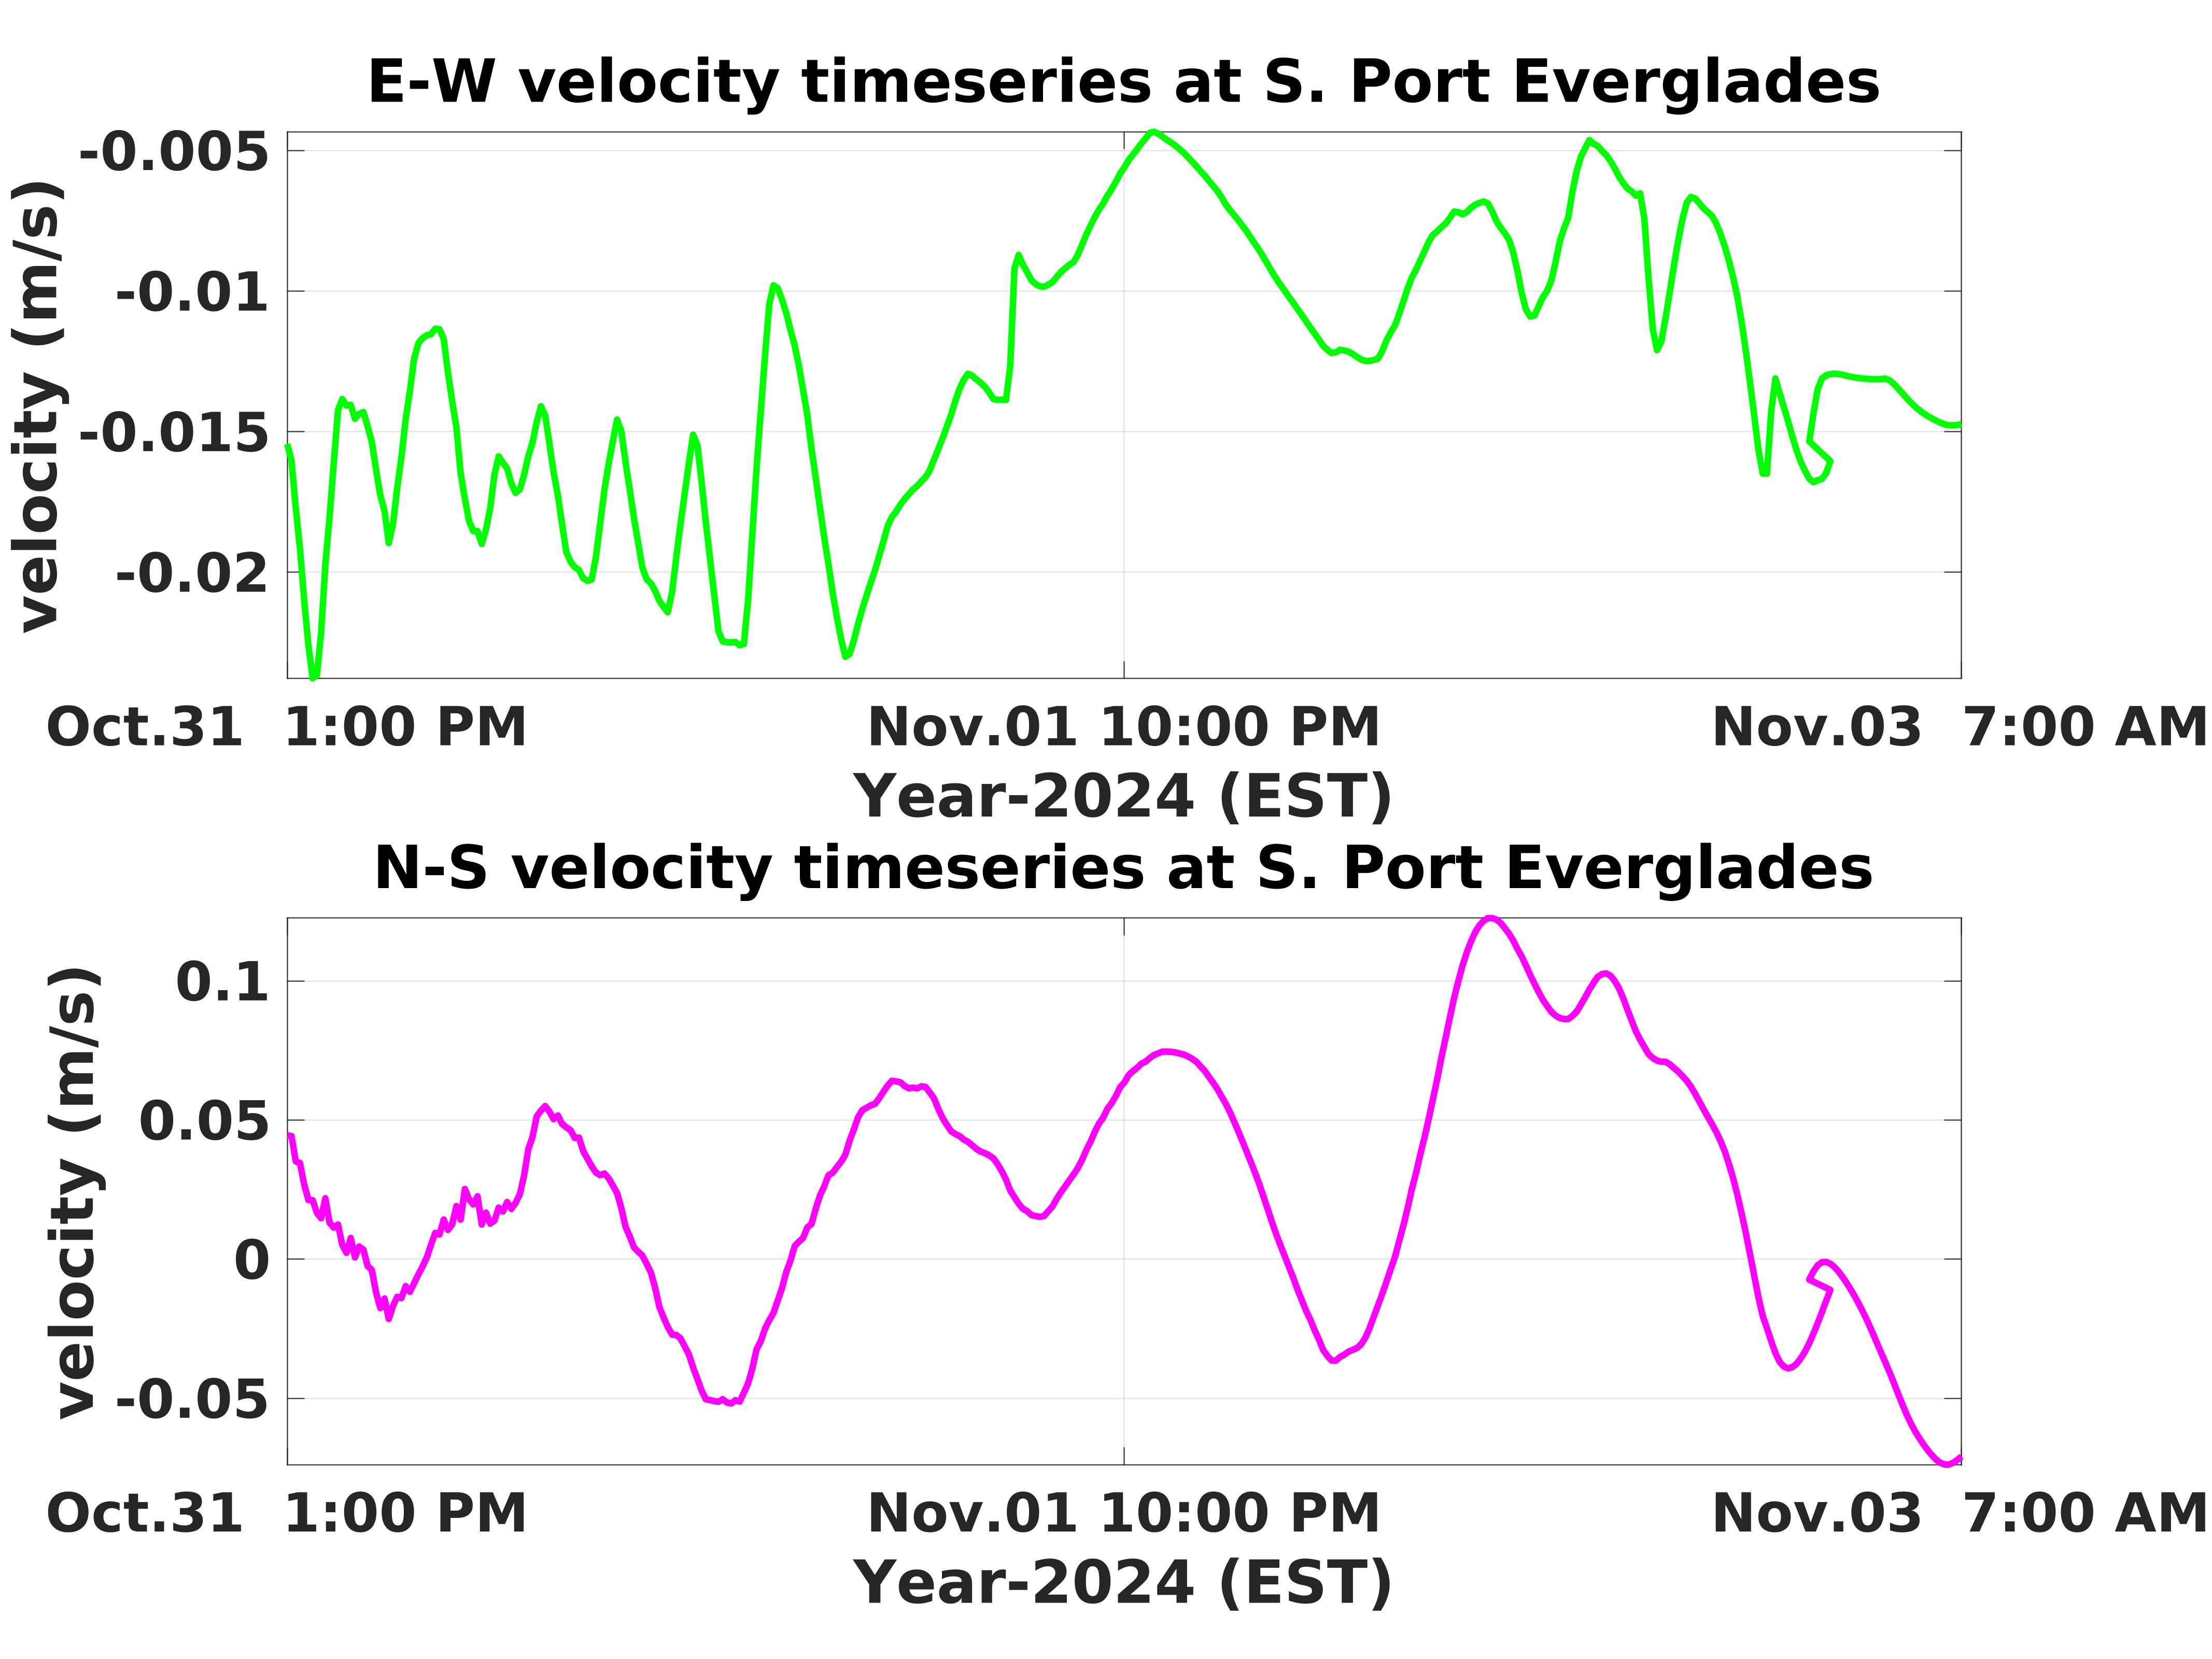 E-W velocity timeseries at S. Port Everglades
velocity (m/s)
-0.005
-0.01
-0.015
-0.02
Oct.31  1:00 PM
Nov.01 10:00 PM
Nov.03  7:00 AM
Year-2024 (EST)
N-S velocity timeseries at S. Port Everglades
velocity (m/s)
0.1
0.05
0
-0.05
Oct.31  1:00 PM
Nov.01 10:00 PM
Nov.03  7:00 AM
Year-2024 (EST)